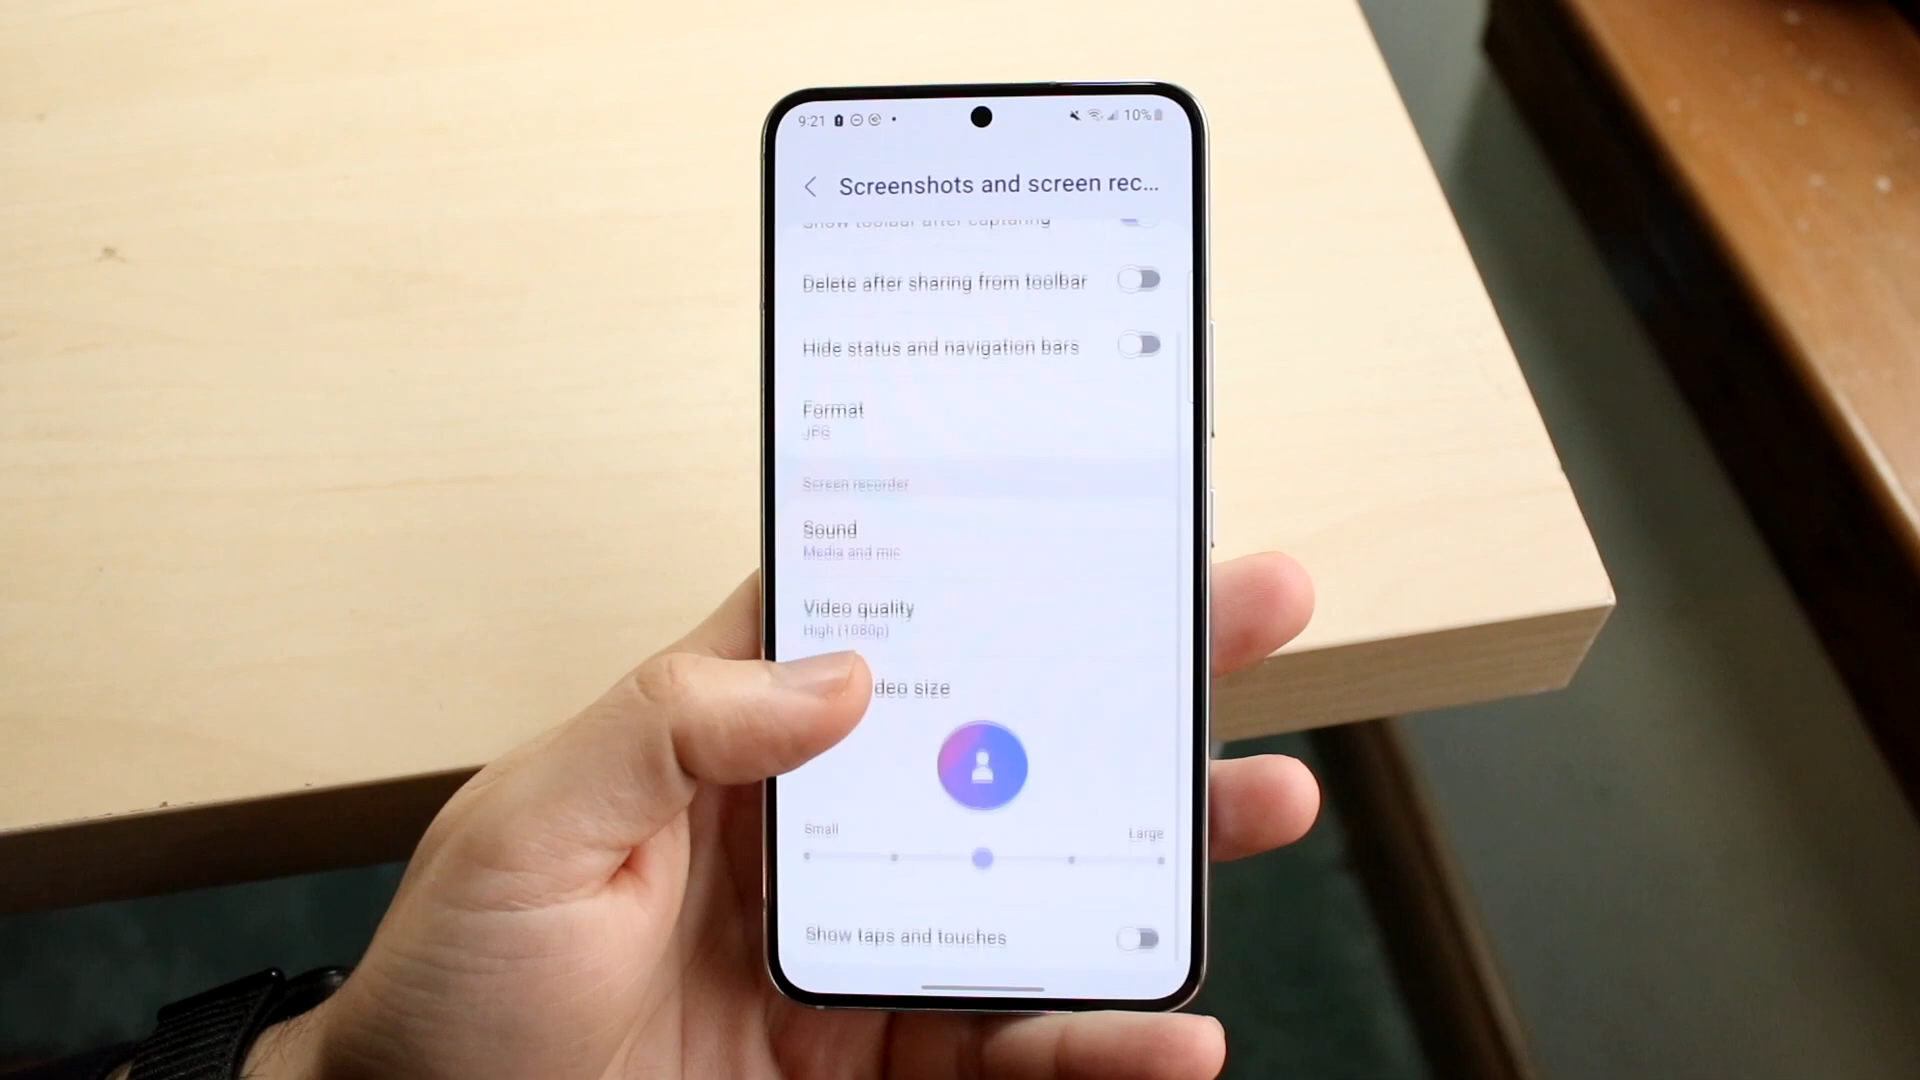 9:21
10%
Screenshots and screen rec...
Show toolbar after capturing
Delete after sharing from toolbar
Hide status and navigation bars
Format
JPG
Screen recorder
Sound
Media and mic
Video quality
High (1080p)
deo size
Small
Large
Show taps and touches